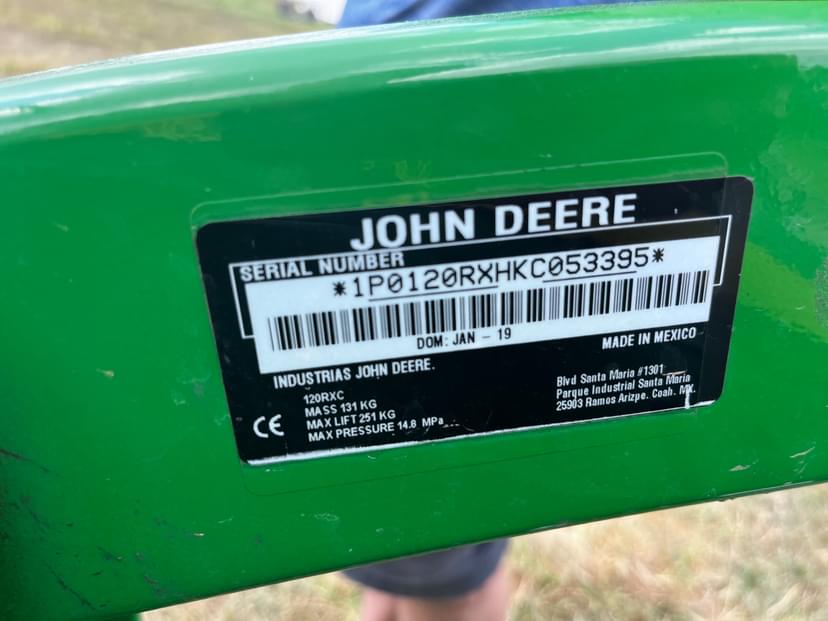 JOHN DEERE
SERIAL NUMBER
*1P0120RXHKC053395*
DOM: JAN - 19
MADE IN MEXICO
INDUSTRIAS JOHN DEERE.
120RXC
MASS 131 KG
MAX LIFT 251 KG
MAX PRESSURE 14.8 MPa
CE
Blvd Santa Maria #1301
Parque Industrial Santa Maria
25903 Ramos Arizpe. Coah. MX.